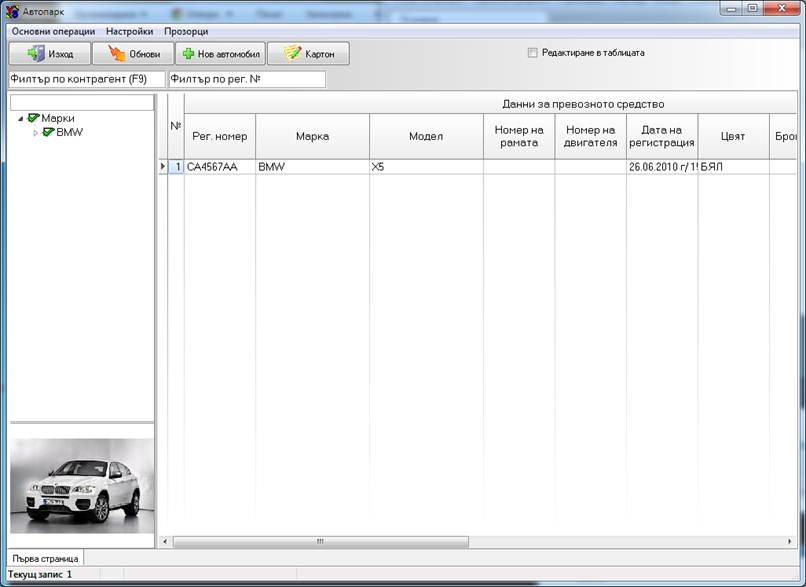 Автопарк
Основни операции Настройки Прозорци
Изход Обнови Нов автомобил Картон Редактиране в таблицата
Филтър по контрагент (F9) Филтър по рег. №
Марки
BMW
Данни за превозното средство
№ Рег. номер Марка Модел Номер на рамата Номер на двигателя Дата на регистрация Цвят Бро
1 CA4567AA BMW X5 26.06.2010 г/ 1 БЯЛ
Първа страница
Текущ запис 1